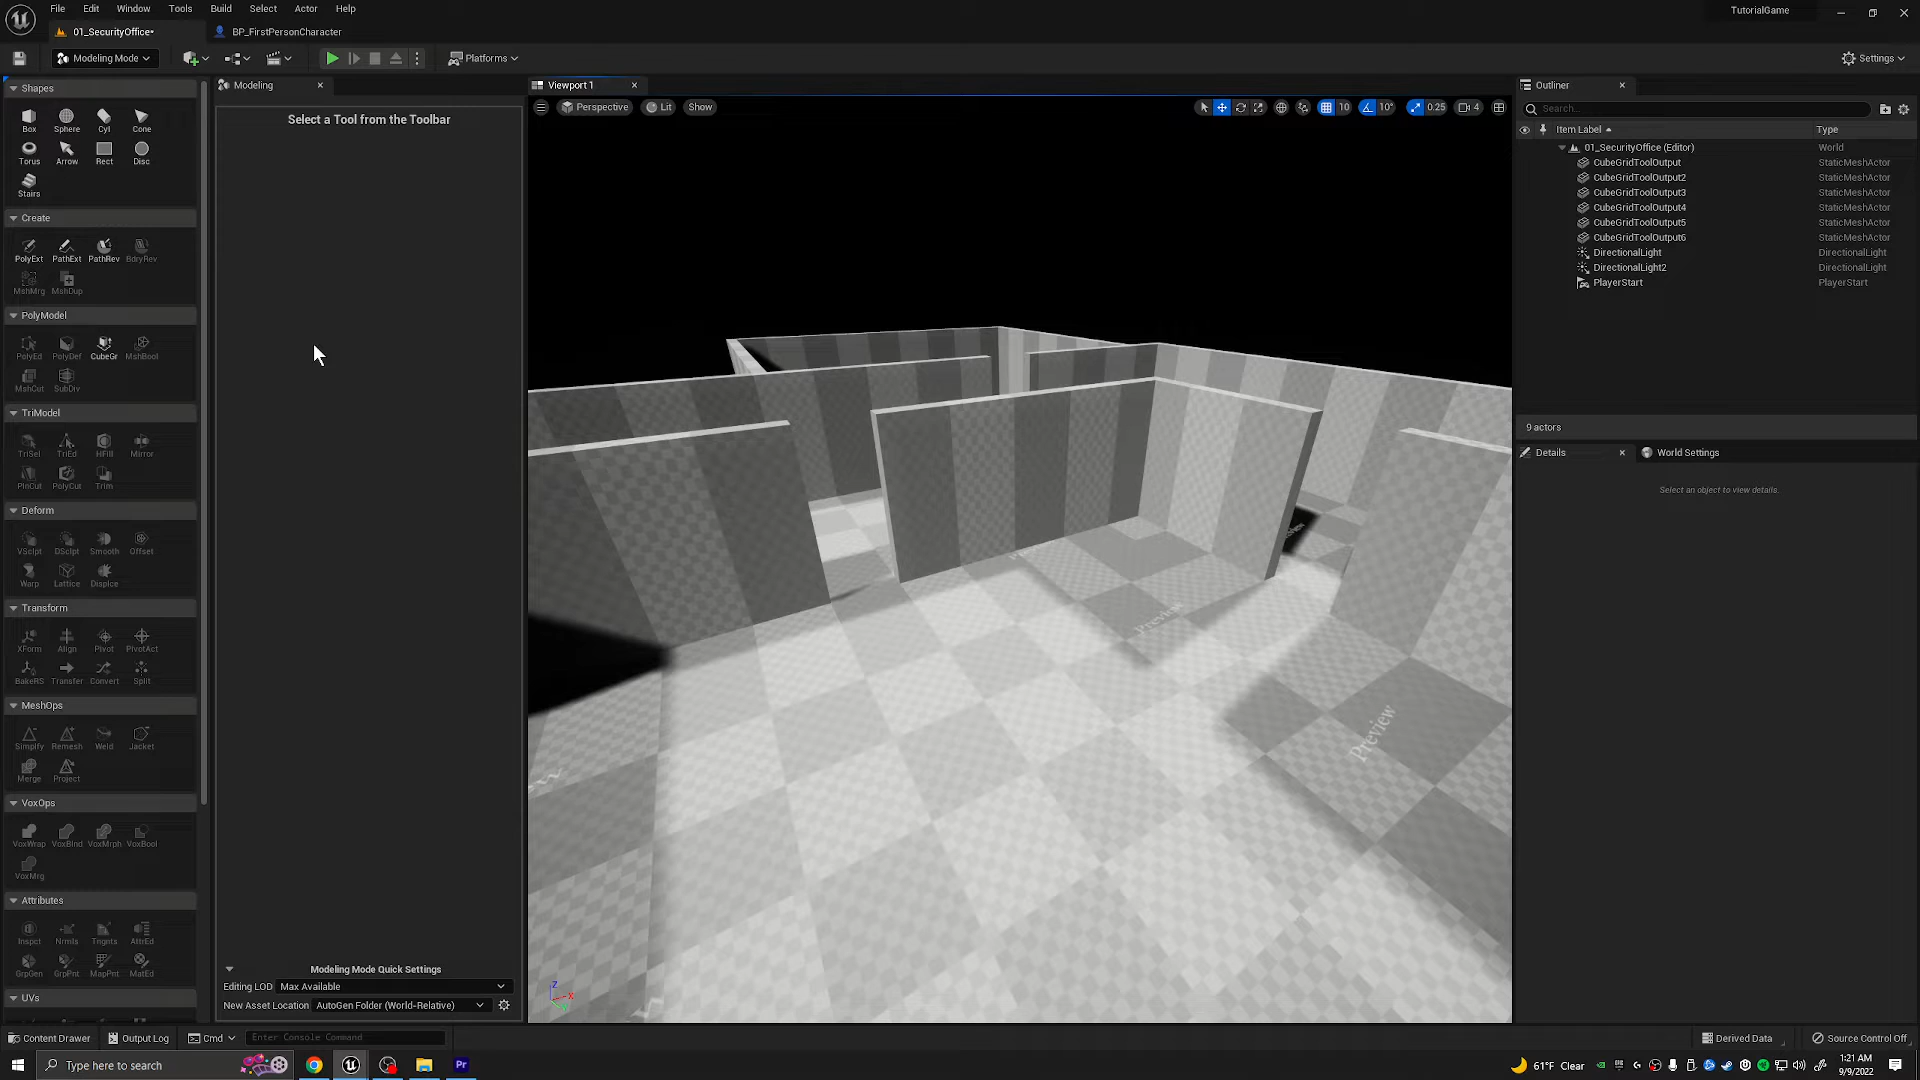 File Edit Window Tools Build Select Actor Help
TutorialGame
01_SecurityOffice•
BP_FirstPersonCharacter
Modeling Mode
Platforms
Settings
Shapes
Box Sphere Cyl Cone
Torus Arrow Rect Disc
Stairs
Create
PolyExt PathExt PathRev BdryRev
MshMrg MshDup
PolyModel
PolyEd PolyDef CubeGr MshBool
MshCut SubDiv
TriModel
TriSel TriEd HFill Mirror
PlnCut PolyCut Trim
Deform
VSclpt DSclpt Smooth Offset
Warp Lattice Displce
Transform
XForm Align Pivot PivotAct
BakeRS Transfer Convert Split
MeshOps
Simplfy Remesh Weld Jacket
Merge Project
VoxOps
VoxWrap VoxBlnd VoxMrph VoxBool
VoxMrg
Attributes
Inspct Nrmls Tngnts AttrEd
GrpGen GrpPnt MapPnt MatEd
UVs
Modeling
Select a Tool from the Toolbar
Modeling Mode Quick Settings
Editing LOD Max Available
New Asset Location AutoGen Folder (World-Relative)
Viewport 1
Perspective Lit Show
10 10° 0.25 4
Preview
Preview
Z
X
Outliner
Search...
Item Label Type
01_SecurityOffice (Editor) World
CubeGridToolOutput StaticMeshActor
CubeGridToolOutput2 StaticMeshActor
CubeGridToolOutput3 StaticMeshActor
CubeGridToolOutput4 StaticMeshActor
CubeGridToolOutput5 StaticMeshActor
CubeGridToolOutput6 StaticMeshActor
DirectionalLight DirectionalLight
DirectionalLight2 DirectionalLight
PlayerStart PlayerStart
9 actors
Details
World Settings
Select an object to view details.
Content Drawer Output Log Cmd Enter Console Command
Derived Data Source Control Off
Type here to search
Pr
61°F Clear
1:21 AM
9/9/2022